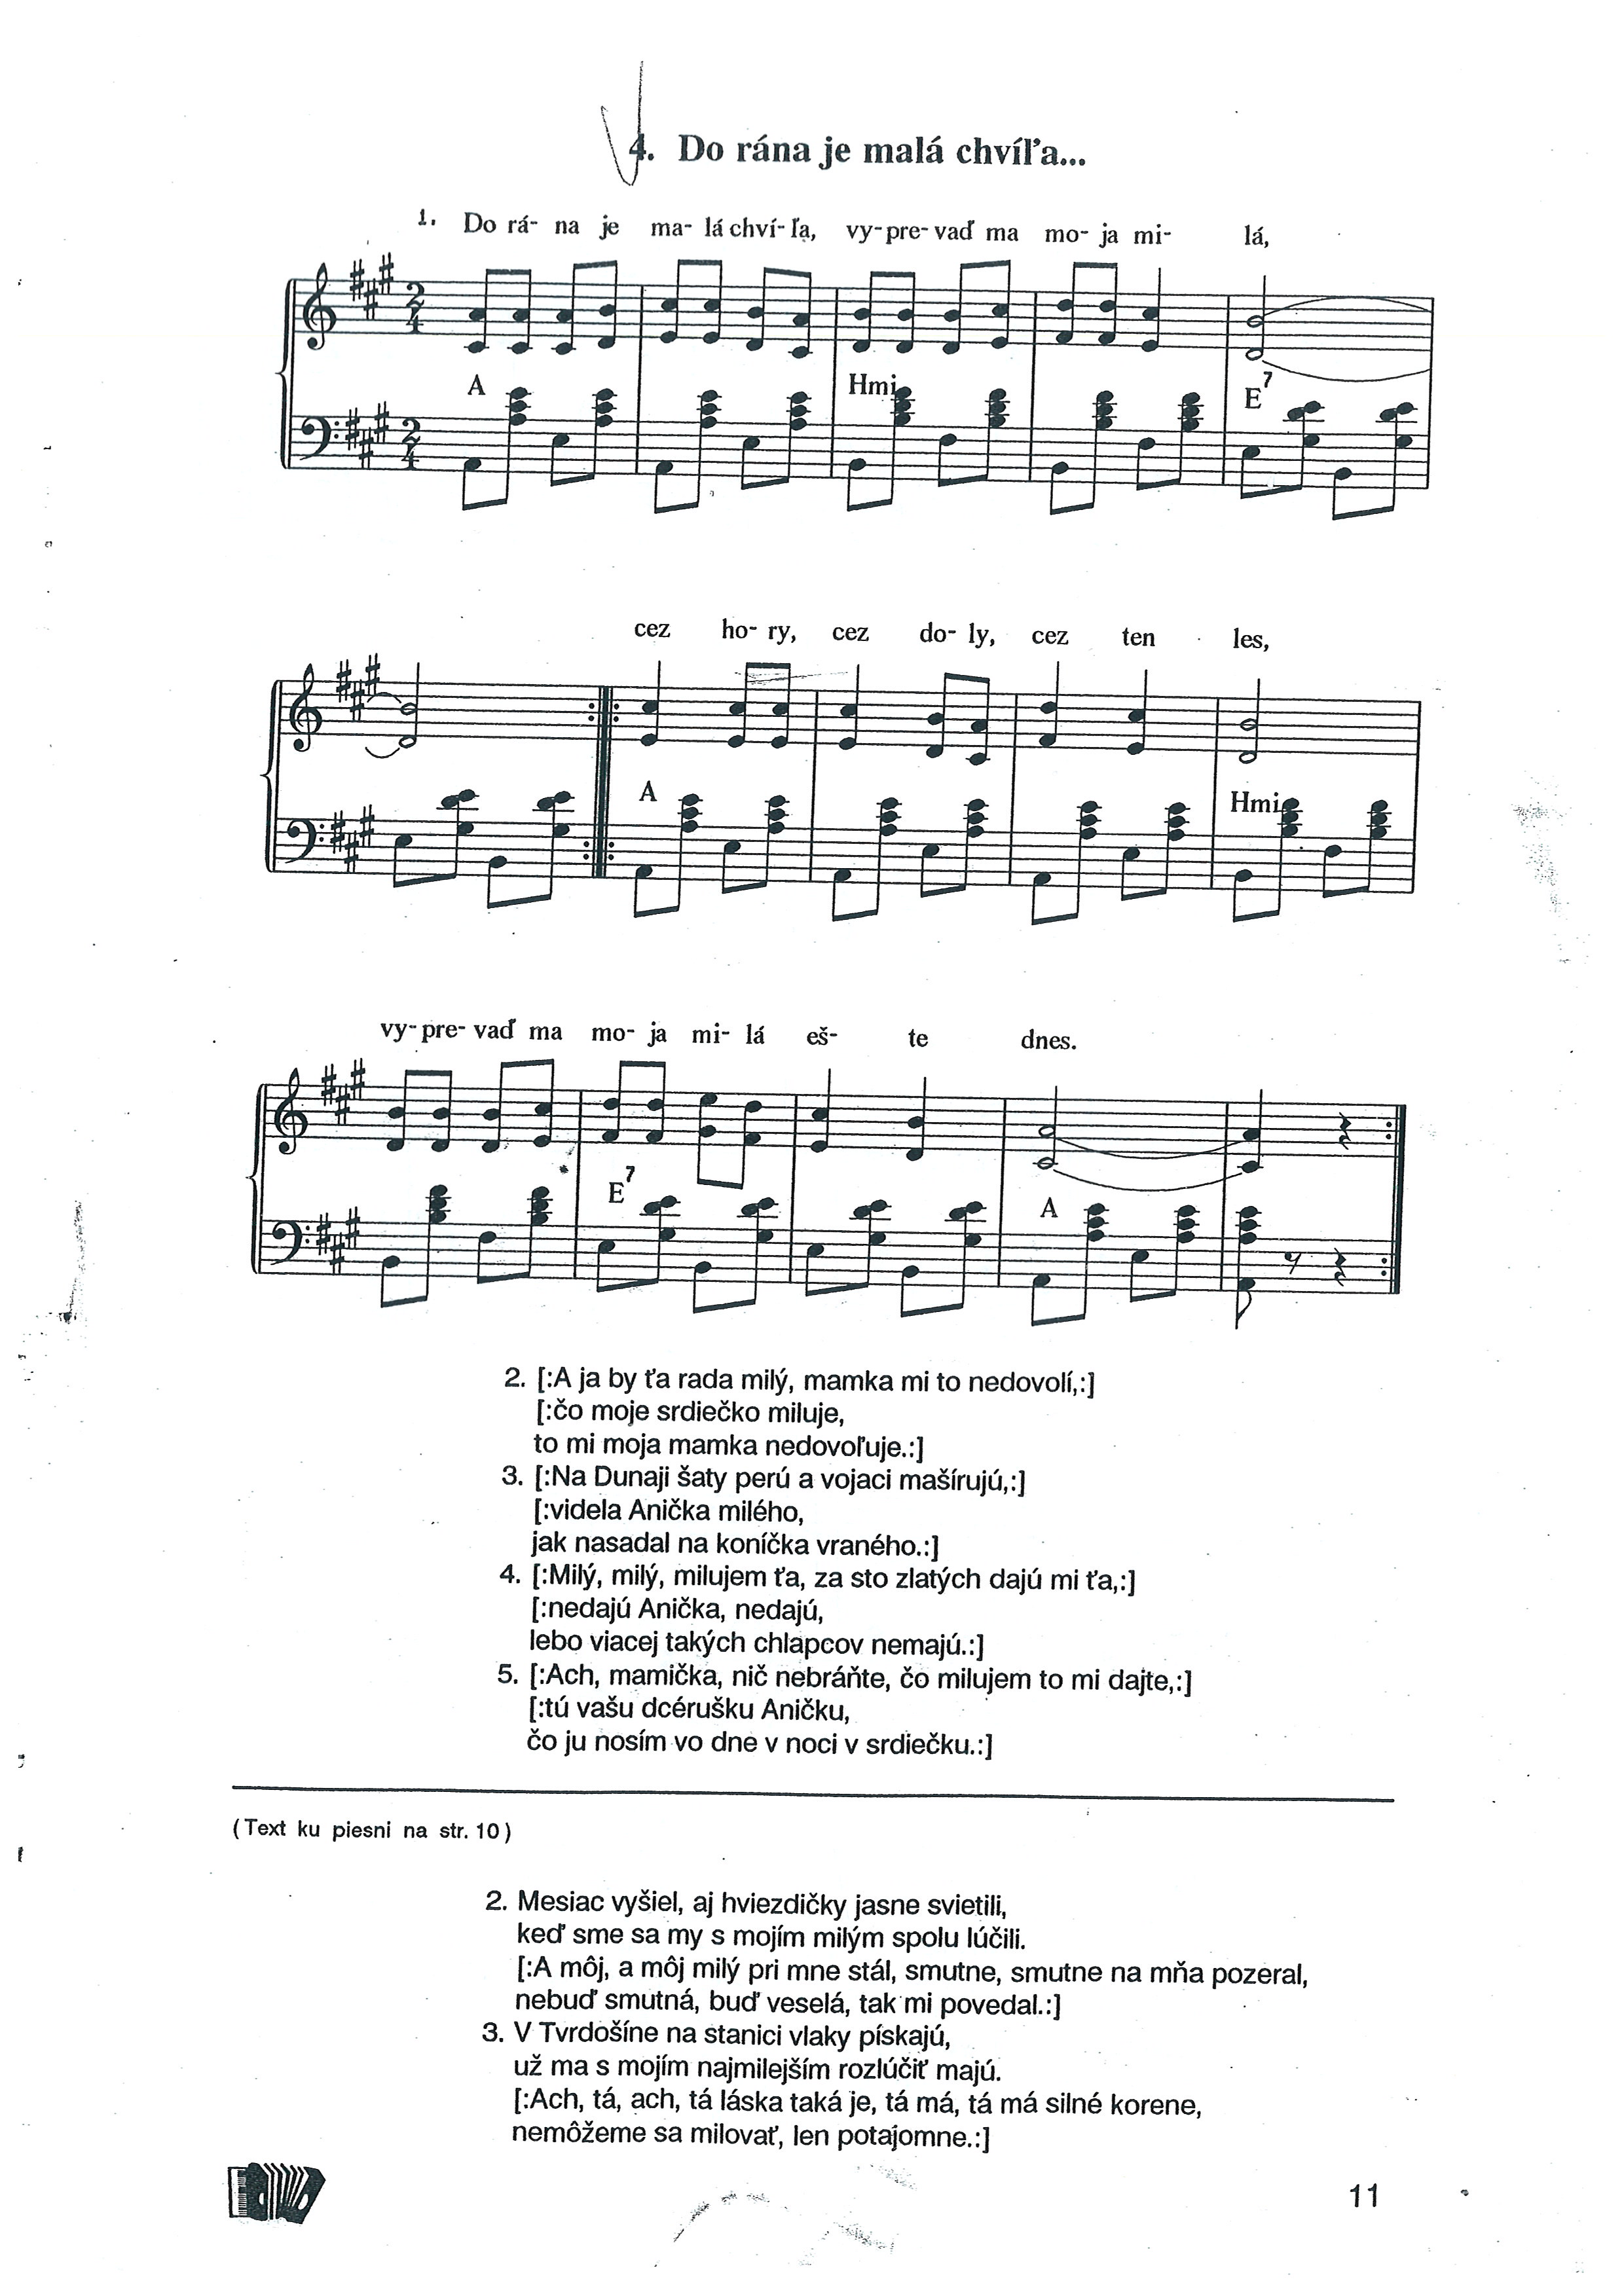 4. Do rána je malá chvíľa...
1. Do rá- na je ma- lá chví- ľa, vy- pre- vaď ma mo- ja mi- lá,
A Hmi E7
cez ho- ry, cez do- ly, cez ten les,
A Hmi
vy- pre- vaď ma mo- ja mi- lá eš- te dnes.
E7 A
2. [:A ja by ťa rada milý, mamka mi to nedovolí,:]
[:čo moje srdiečko miluje,
to mi moja mamka nedovoľuje.:]
3. [:Na Dunaji šaty perú a vojaci mašírujú,:]
[:videla Anička milého,
jak nasadal na koníčka vraného.:]
4. [:Milý, milý, milujem ťa, za sto zlatých dajú mi ťa,:]
[:nedajú Anička, nedajú,
lebo viacej takých chlapcov nemajú.:]
5. [:Ach, mamička, nič nebráňte, čo milujem to mi dajte,:]
[:tú vašu dcérušku Aničku,
čo ju nosím vo dne v noci v srdiečku.:]
(Text ku piesni na str. 10)
2. Mesiac vyšiel, aj hviezdičky jasne svietili,
keď sme sa my s mojím milým spolu lúčili.
[:A môj, a môj milý pri mne stál, smutne, smutne na mňa pozeral,
nebuď smutná, buď veselá, tak mi povedal.:]
3. V Tvrdošíne na stanici vlaky pískajú,
už ma s mojím najmilejším rozlúčiť majú.
[:Ach, tá, ach, tá láska taká je, tá má, tá má silné korene,
nemôžeme sa milovať, len potajomne.:]
11